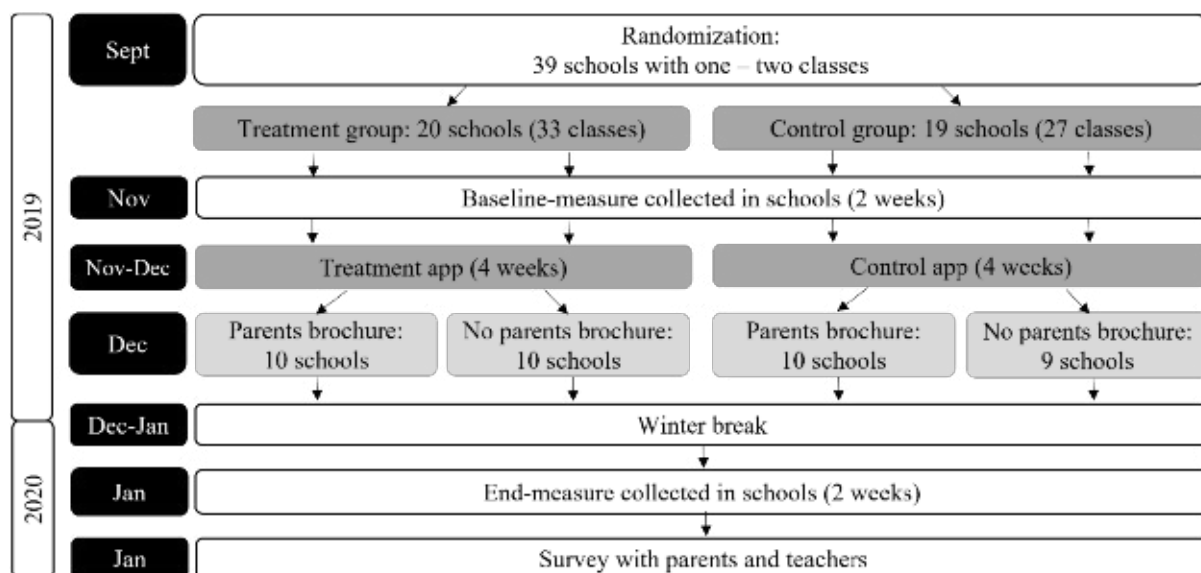 2019
2020
Sept
Randomization:
39 schools with one – two classes
Treatment group: 20 schools (33 classes)
Control group: 19 schools (27 classes)
Nov
Baseline-measure collected in schools (2 weeks)
Nov-Dec
Treatment app (4 weeks)
Control app (4 weeks)
Dec
Parents brochure:
10 schools
No parents brochure:
10 schools
Parents brochure:
10 schools
No parents brochure:
9 schools
Dec-Jan
Winter break
Jan
End-measure collected in schools (2 weeks)
Jan
Survey with parents and teachers